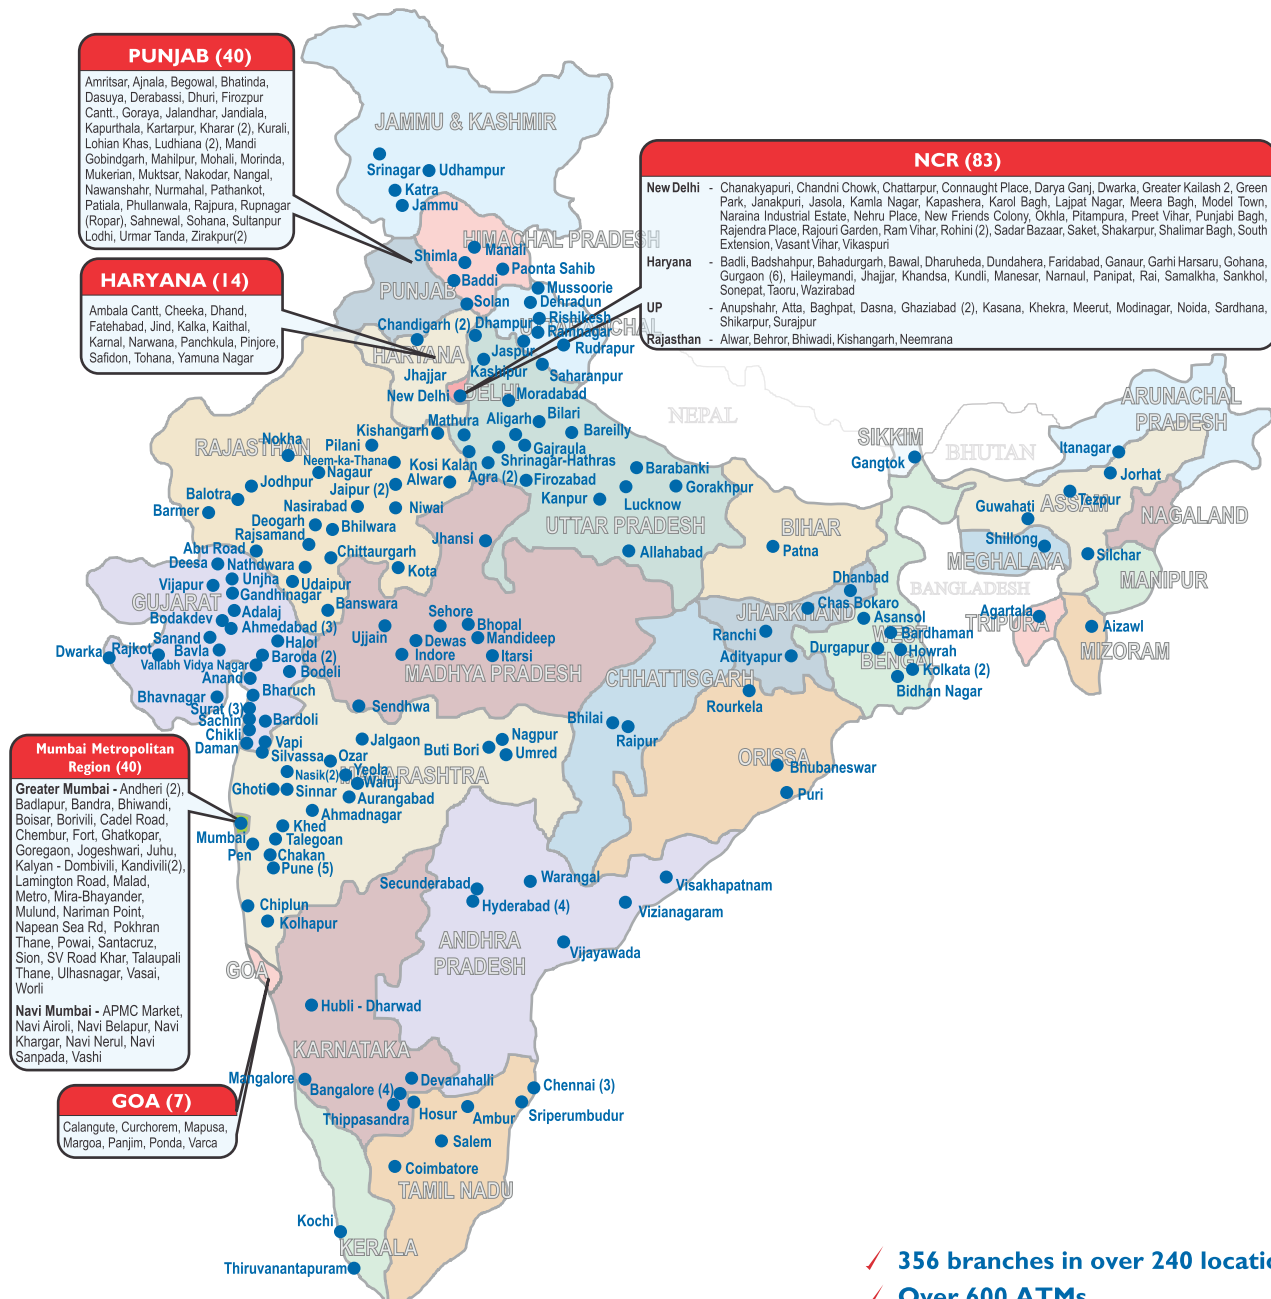 PUNJAB (40)
Amritsar, Ajnala, Begowal, Bhatinda,
Dasuya, Derabassi, Dhuri, Firozpur
Cantt., Goraya, Jalandhar, Jandiala,
Kapurthala, Kartarpur, Kharar (2), Kurali,
Lohian Khas, Ludhiana (2), Mandi
Gobindgarh, Mahilpur, Mohali, Morinda,
Mukerian, Muktsar, Nakodar, Nangal,
Nawanshahr, Nurmahal, Pathankot,
Patiala, Phullanwala, Rajpura, Rupnagar
(Ropar), Sahnewal, Sohana, Sultanpur
Lodhi, Urmar Tanda, Zirakpur(2)
HARYANA (14)
Ambala Cantt, Cheeka, Dhand,
Fatehabad, Jind, Kalka, Kaithal,
Karnal, Narwana, Panchkula, Pinjore,
Safidon, Tohana, Yamuna Nagar
NCR (83)
New Delhi - Chanakyapuri, Chandni Chowk, Chattarpur, Connaught Place, Darya Ganj, Dwarka, Greater Kailash 2, Green
Park, Janakpuri, Jasola, Kamla Nagar, Kapashera, Karol Bagh, Lajpat Nagar, Meera Bagh, Model Town,
Naraina Industrial Estate, Nehru Place, New Friends Colony, Okhla, Pitampura, Preet Vihar, Punjabi Bagh,
Rajendra Place, Rajouri Garden, Ram Vihar, Rohini (2), Sadar Bazaar, Saket, Shakarpur, Shalimar Bagh, South
Extension, Vasant Vihar, Vikaspuri
Haryana - Badli, Badshahpur, Bahadurgarh, Bawal, Dharuheda, Dundahera, Faridabad, Ganaur, Garhi Harsaru, Gohana,
Gurgaon (6), Haileymandi, Jhajjar, Khandsa, Kundli, Manesar, Narnaul, Panipat, Rai, Samalkha, Sankhol,
Sonepat, Taoru, Wazirabad
UP - Anupshahr, Atta, Baghpat, Dasna, Ghaziabad (2), Kasana, Khekra, Meerut, Modinagar, Noida, Sardhana,
Shikarpur, Surajpur
Rajasthan - Alwar, Behror, Bhiwadi, Kishangarh, Neemrana
JAMMU & KASHMIR
Srinagar
Udhampur
Katra
Jammu
HIMACHAL PRADESH
Manali
Shimla
Paonta Sahib
Baddi
Mussoorie
PUNJAB
Solan
Dehradun
Rishikesh
Chandigarh (2)
Dhampur
Ramnagar
HARYANA
Jaspur
Rudrapur
Jhajjar
Kashipur
Saharanpur
New Delhi
DELHI
Moradabad
NEPAL
ARUNACHAL
PRADESH
Kishangarh
Mathura
Aligarh
Bilari
Bareilly
RAJASTHAN
Nokha
Pilani
Gajraula
SIKKIM
Gangtok
BHUTAN
Itanagar
Neem-ka-Thana
Kosi Kalan
Shrinagar-Hathras
Barabanki
Nagaur
Jodhpur
Jaipur (2)
Alwar
Agra (2)
Firozabad
Gorakhpur
Jorhat
Balotra
Barmer
Nasirabad
Niwai
Kanpur
Lucknow
Tezpur
ASSAM
Guwahati
NAGALAND
Deogarh
Bhilwara
Rajsamand
UTTAR PRADESH
BIHAR
Jhansi
Shillong
Abu Road
Chittaurgarh
Allahabad
Patna
Silchar
MEGHALAYA
Deesa
Nathdwara
Kota
Vijapur
Unjha
Udaipur
Dhanbad
BANGLADESH
MANIPUR
Gandhinagar
GUJARAT
Adalaj
Banswara
Sehore
JHARKHAND
Chas Bokaro
Agartala
Bodakdev
Ahmedabad (3)
Bhopal
Asansol
TRIPURA
Aizawl
Sanand
Halol
Ujjain
Dewas
Mandideep
Ranchi
WEST
BENGAL
Bardhaman
Dwarka
Rajkot
Bavla
Baroda (2)
Indore
Itarsi
Adityapur
Durgapur
Howrah
MIZORAM
Vallabh Vidya Nagar
Anand
Bodeli
MADHYA PRADESH
CHHATTISGARH
Kolkata (2)
Bidhan Nagar
Bhavnagar
Bharuch
Surat (3)
Sendhwa
Rourkela
Sachin
Bardoli
Bhilai
Chikli
Raipur
Daman
Vapi
Jalgaon
Buti Bori
Nagpur
Umred
ORISSA
Silvassa
Ozar
Nasik(2)
Yeola
MAHARASHTRA
Bhubaneswar
Waluj
Ghoti
Sinnar
Aurangabad
Puri
Ahmadnagar
Mumbai
Khed
Talegoan
Pen
Chakan
Pune (5)
Chiplun
Kolhapur
Secunderabad
Warangal
Visakhapatnam
Hyderabad (4)
Vizianagaram
ANDHRA
PRADESH
Vijayawada
GOA
Hubli - Dharwad
KARNATAKA
Mangalore
Bangalore (4)
Devanahalli
Chennai (3)
Thippasandra
Hosur
Ambur
Sriperumbudur
Salem
Coimbatore
TAMIL NADU
Kochi
KERALA
Thiruvanantapuram
Mumbai Metropolitan
Region (40)
Greater Mumbai - Andheri (2),
Badlapur, Bandra, Bhiwandi,
Boisar, Borivili, Cadel Road,
Chembur, Fort, Ghatkopar,
Goregaon, Jogeshwari, Juhu,
Kalyan - Dombivili, Kandivili(2),
Lamington Road, Malad,
Metro, Mira-Bhayander,
Mulund, Nariman Point,
Napean Sea Rd, Pokhran
Thane, Powai, Santacruz,
Sion, SV Road Khar, Talaupali
Thane, Ulhasnagar, Vasai,
Worli
Navi Mumbai - APMC Market,
Navi Airoli, Navi Belapur, Navi
Khargar, Navi Nerul, Navi
Sanpada, Vashi
GOA (7)
Calangute, Curchorem, Mapusa,
Margoa, Panjim, Ponda, Varca
356 branches in over 240 locatio
Over 600 ATMs